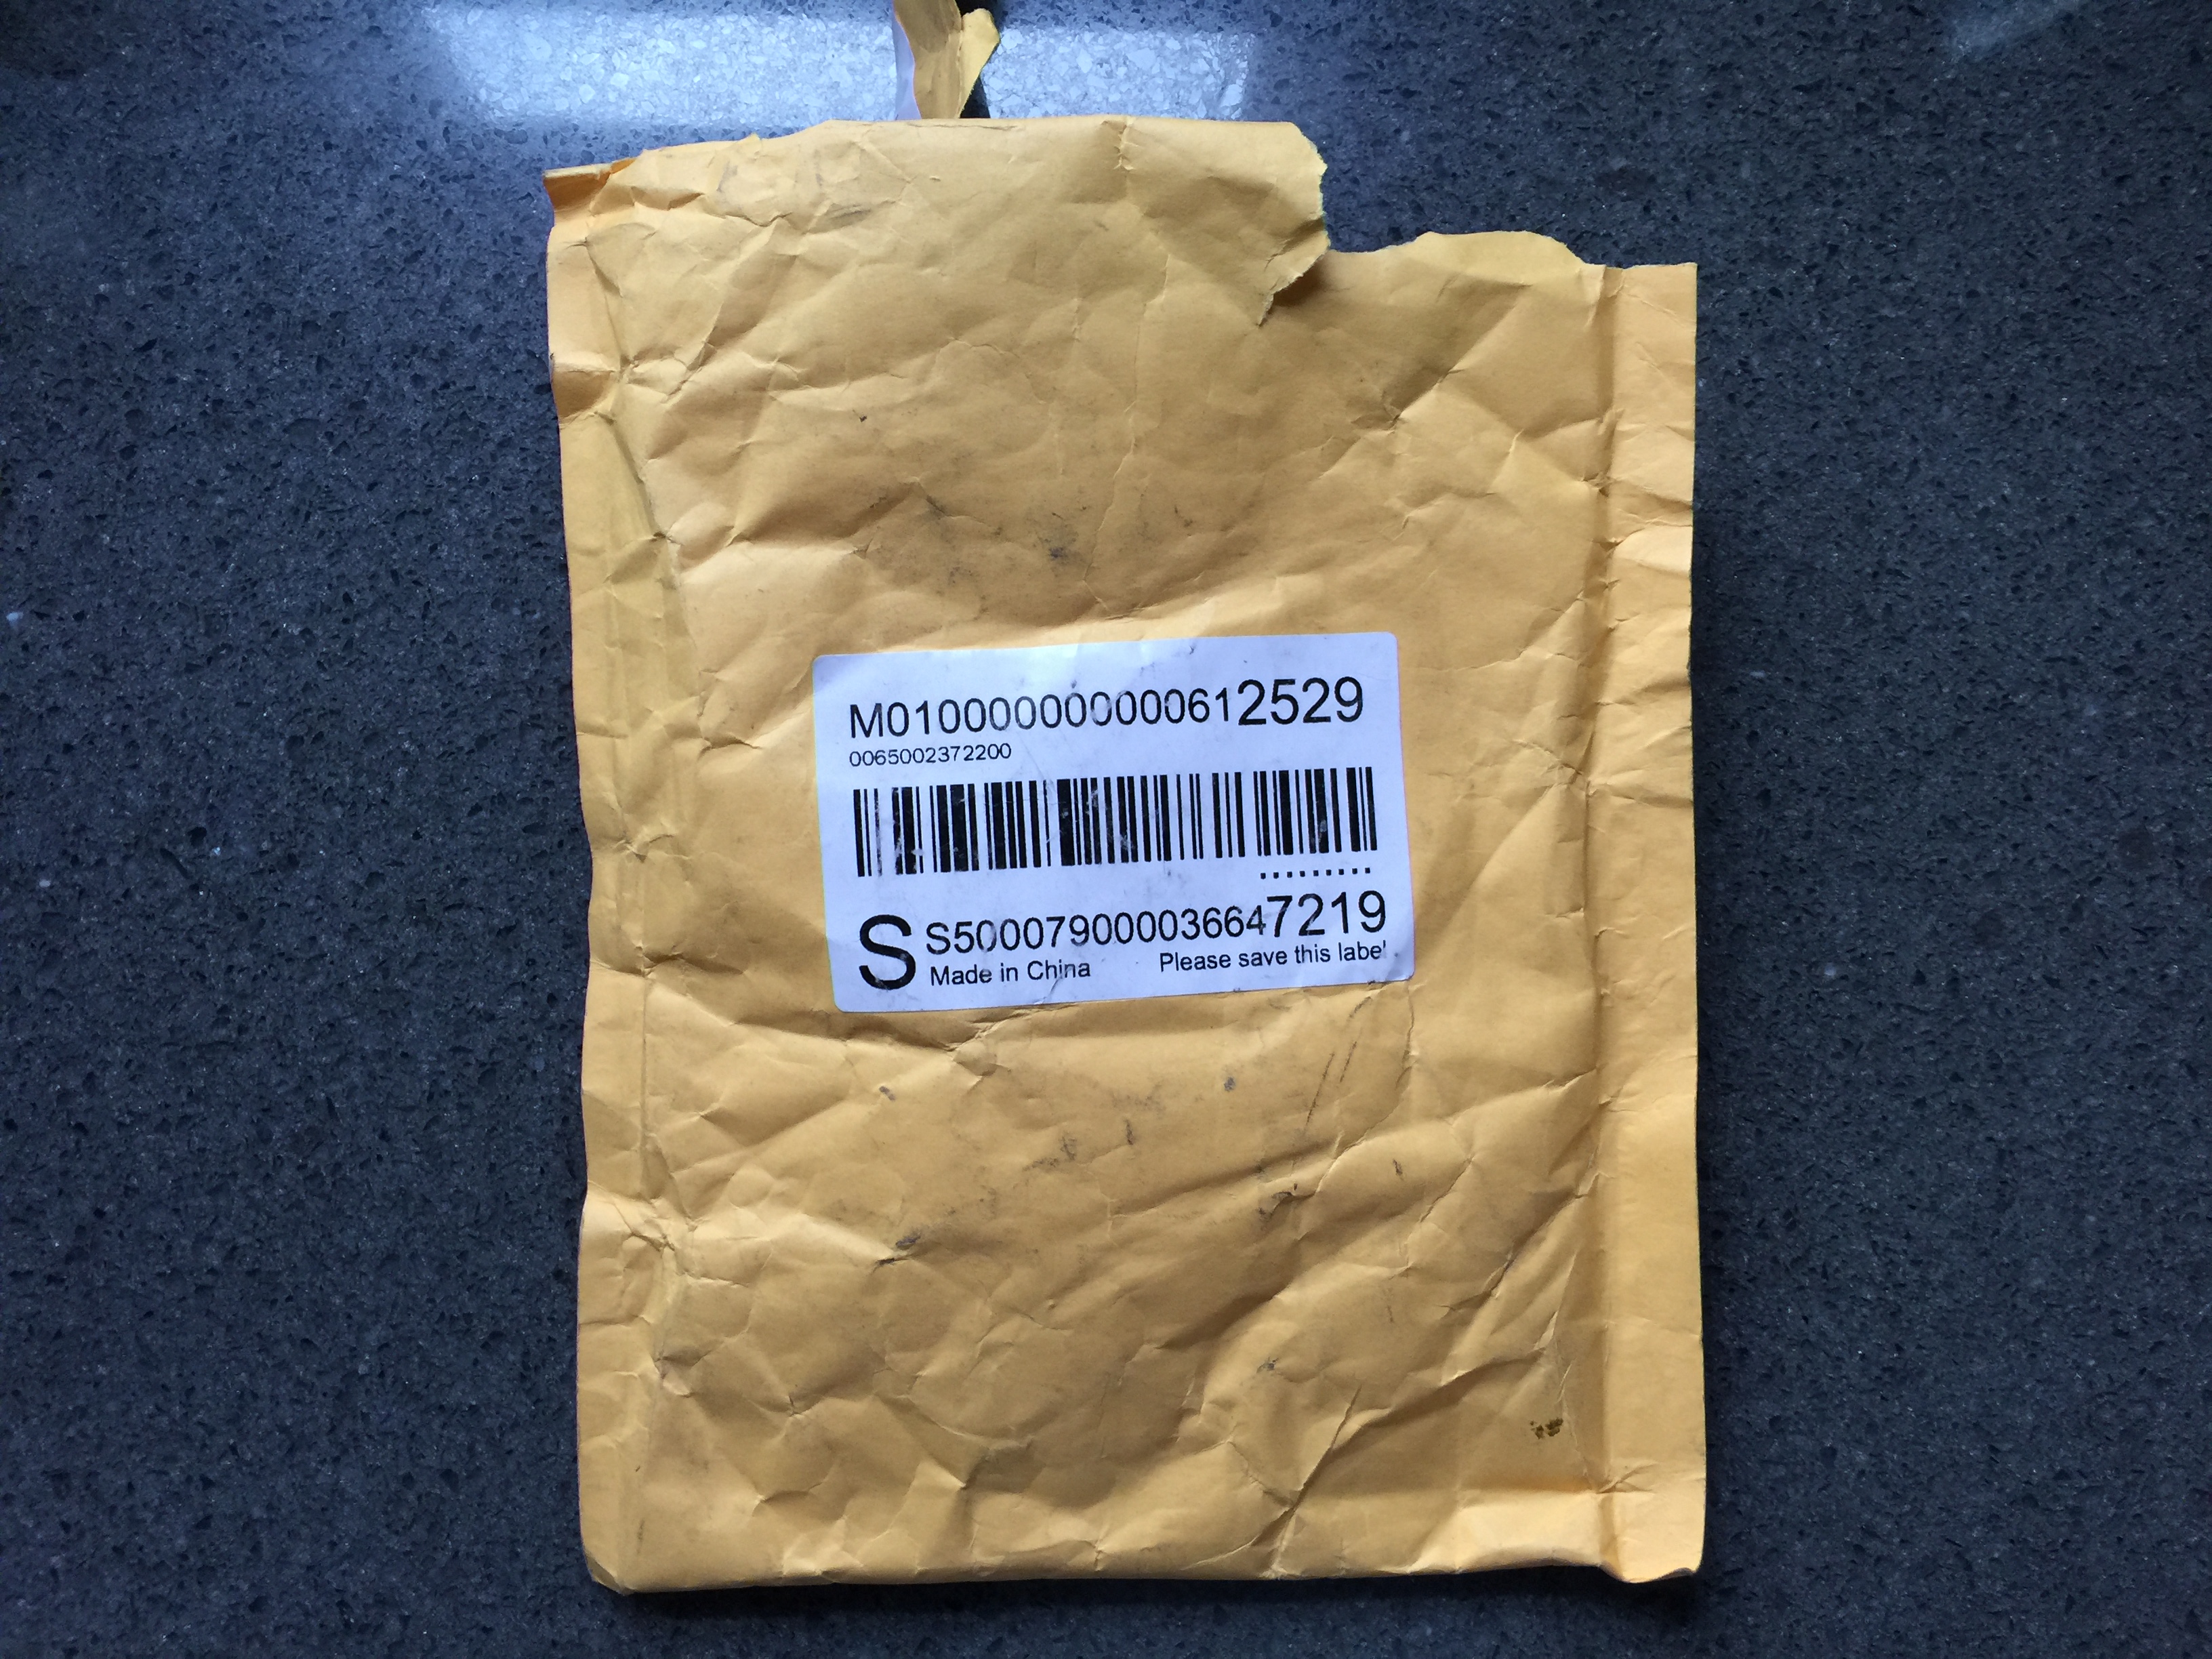 M010000000000612529
0065002372200
S S500079000036647219
Made in China Please save this label